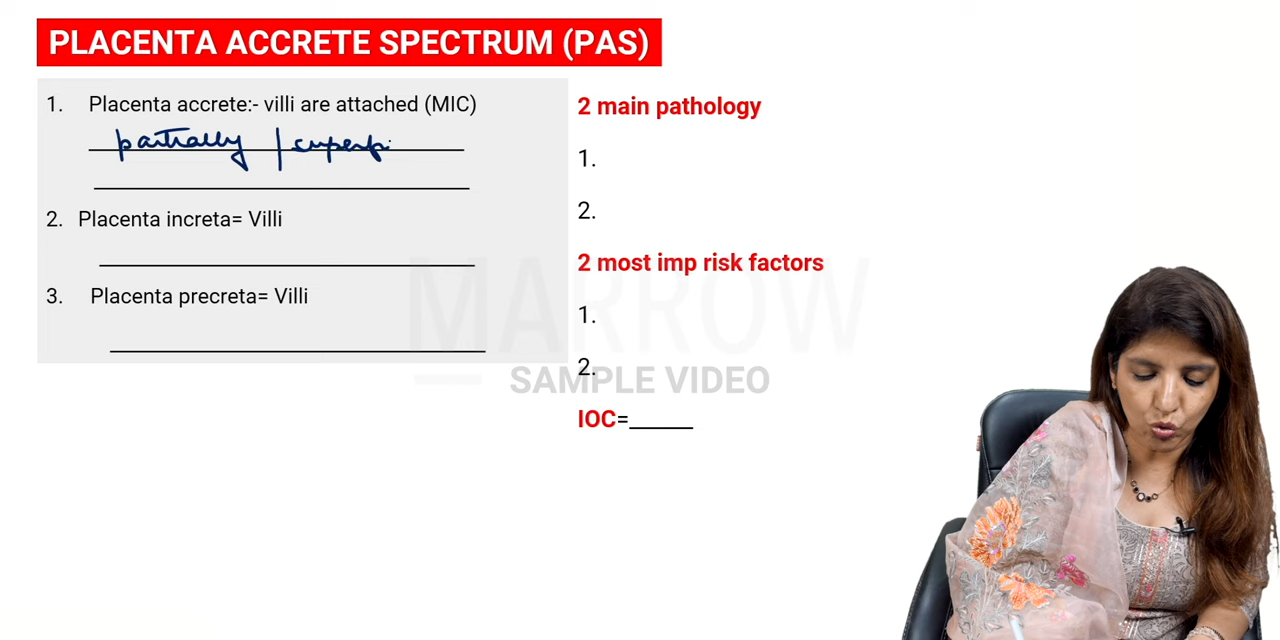 PLACENTA ACCRETE SPECTRUM (PAS)
1. Placenta accrete:- villi are attached (MIC)
partially | superfi
2. Placenta increta= Villi
3. Placenta precreta= Villi
2 main pathology
1.
2.
2 most imp risk factors
1.
2.
IOC=
MARROW
SAMPLE VIDEO